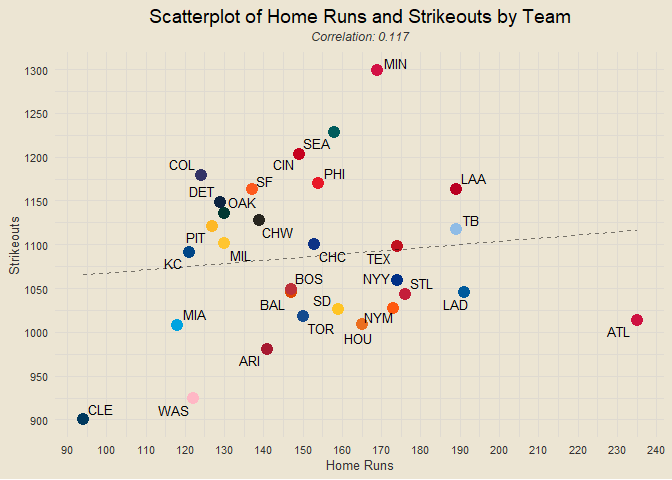 Scatterplot of Home Runs and Strikeouts by Team
Correlation: 0.117
1300
1250
1200
1150
1100
1050
1000
950
900
Strikeouts
MIN
SEA
CIN
COL
PHI
SF
LAA
DET
OAK
CHW
TB
PIT
MIL
CHC
TEX
KC
BOS
NYY
STL
BAL
SD
LAD
MIA
TOR
NYM
HOU
ATL
ARI
WAS
CLE
90 100 110 120 130 140 150 160 170 180 190 200 210 220 230 240
Home Runs